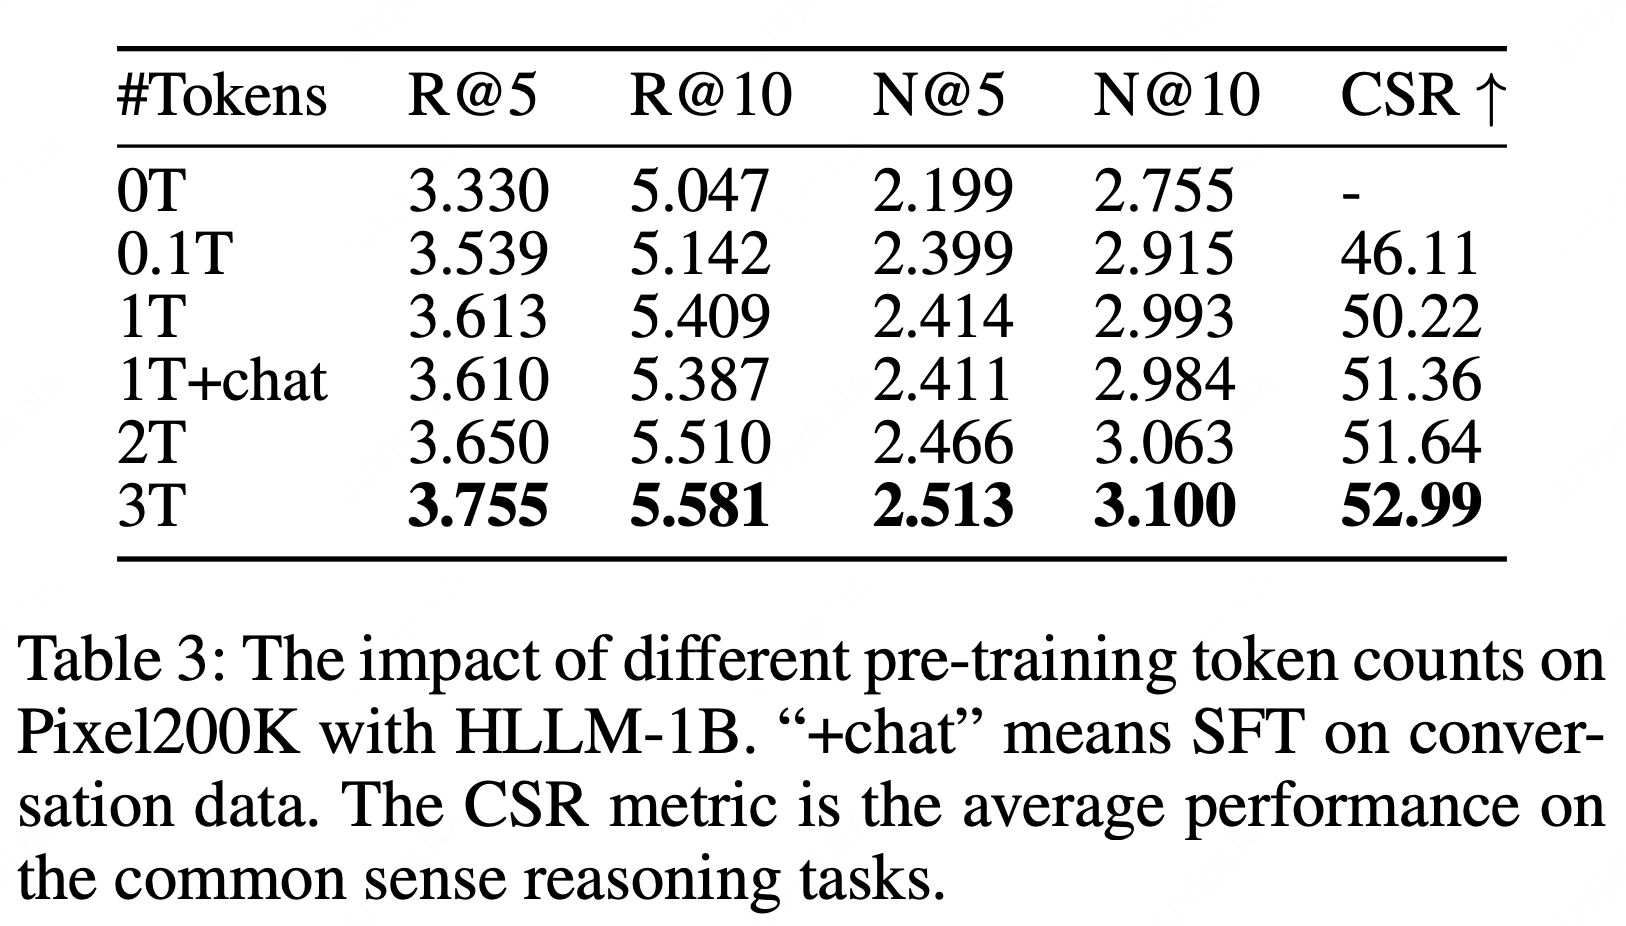 #Tokens R@5 R@10 N@5 N@10 CSR ↑
0T 3.330 5.047 2.199 2.755 -
0.1T 3.539 5.142 2.399 2.915 46.11
1T 3.613 5.409 2.414 2.993 50.22
1T+chat 3.610 5.387 2.411 2.984 51.36
2T 3.650 5.510 2.466 3.063 51.64
3T 3.755 5.581 2.513 3.100 52.99
Table 3: The impact of different pre-training token counts on
Pixel200K with HLLM-1B. “+chat” means SFT on conver-
sation data. The CSR metric is the average performance on
the common sense reasoning tasks.